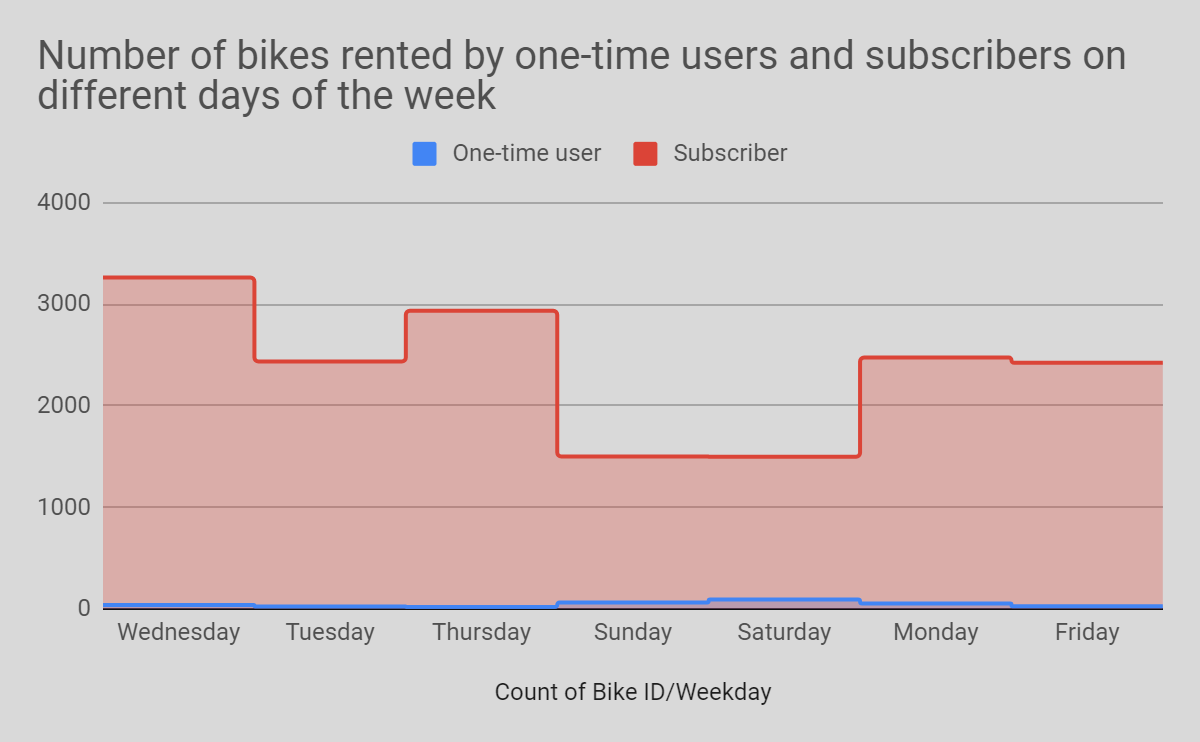 Number of bikes rented by one-time users and subscribers on
different days of the week
One-time user Subscriber
4000
3000
2000
1000
0
Wednesday Tuesday Thursday Sunday Saturday Monday Friday
Count of Bike ID/Weekday